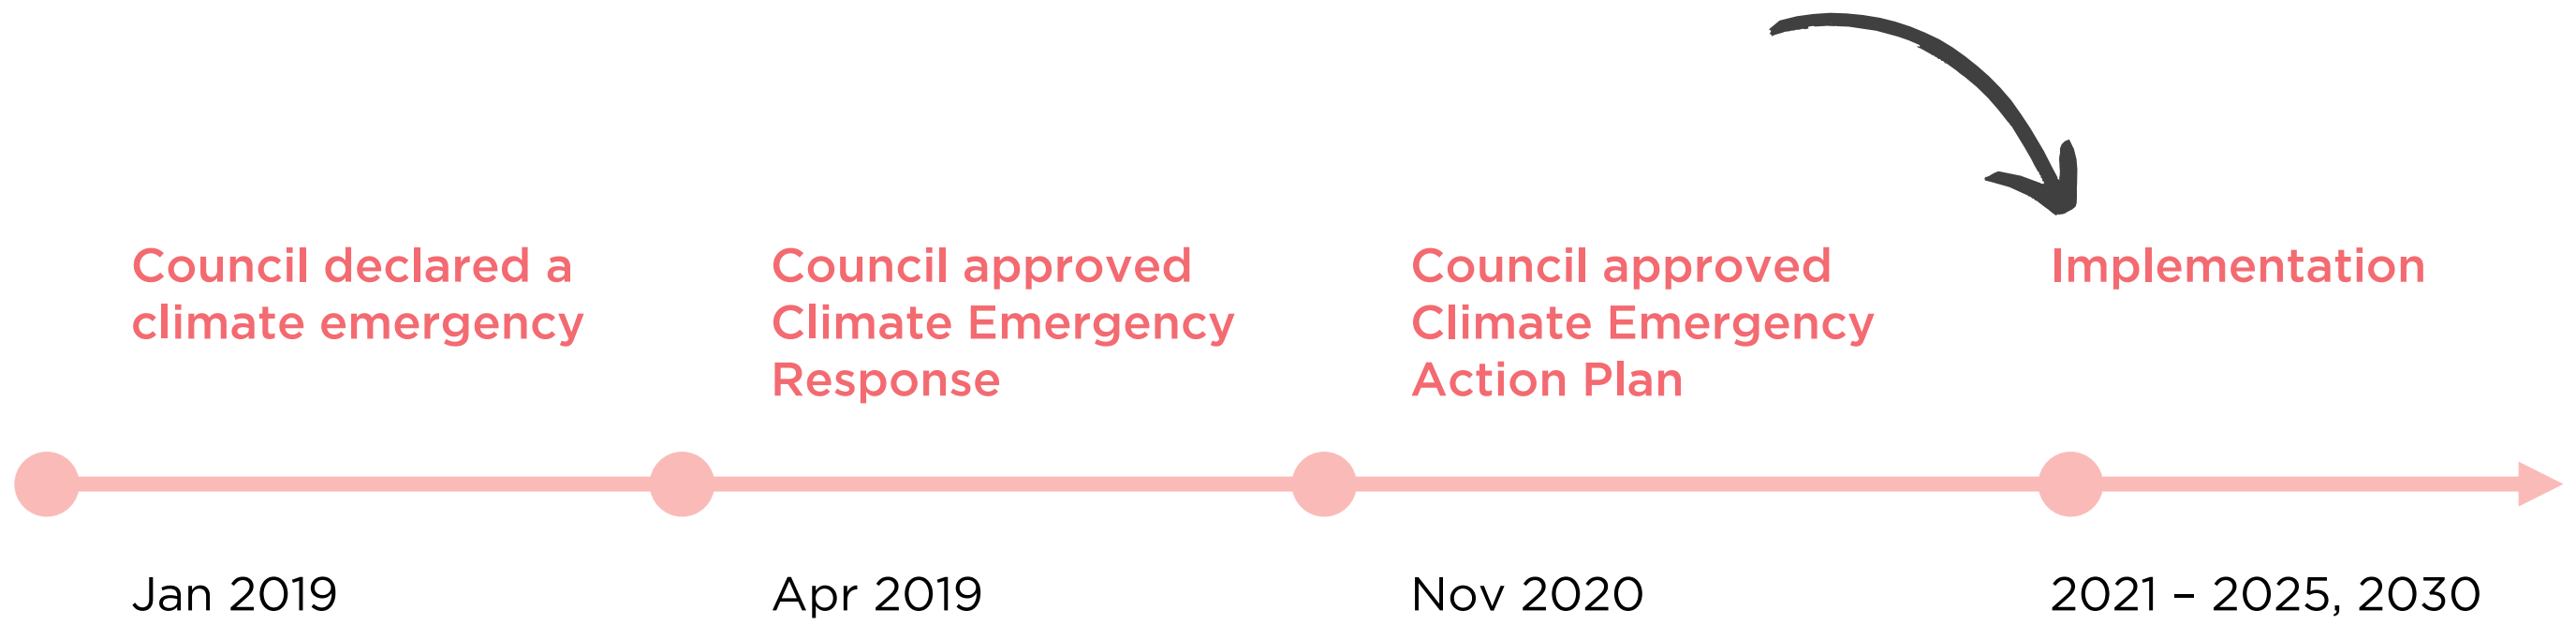 Council declared a
climate emergency
Council approved
Climate Emergency
Response
Council approved
Climate Emergency
Action Plan
Implementation
Jan 2019
Apr 2019
Nov 2020
2021 – 2025, 2030